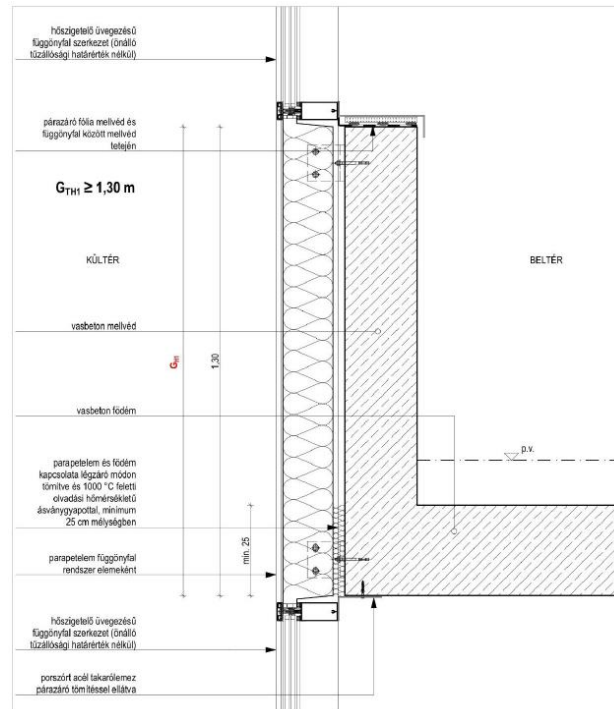 hőszigetelő üvegezésű
függönyfal szerkezet (önálló
tűzállósági határérték nélkül)
párazáró fólia mellvéd és
függönyfal között mellvéd
tetején
G_TH1 ≥ 1,30 m
KÜLTÉR
BELTÉR
vasbeton mellvéd
G_th1
1,30
vasbeton födém
p.v.
parapetelem és födém
kapcsolata légzáró módon
tömítve és 1000 °C feletti
olvadási hőmérsékletű
ásványgyapottal, minimum
25 cm mélységben
min. 25
parapetelem függönyfal
rendszer elemeként
hőszigetelő üvegezésű
függönyfal szerkezet (önálló
tűzállósági határérték nélkül)
porszórt acél takarólemez
párazáró tömítéssel ellátva